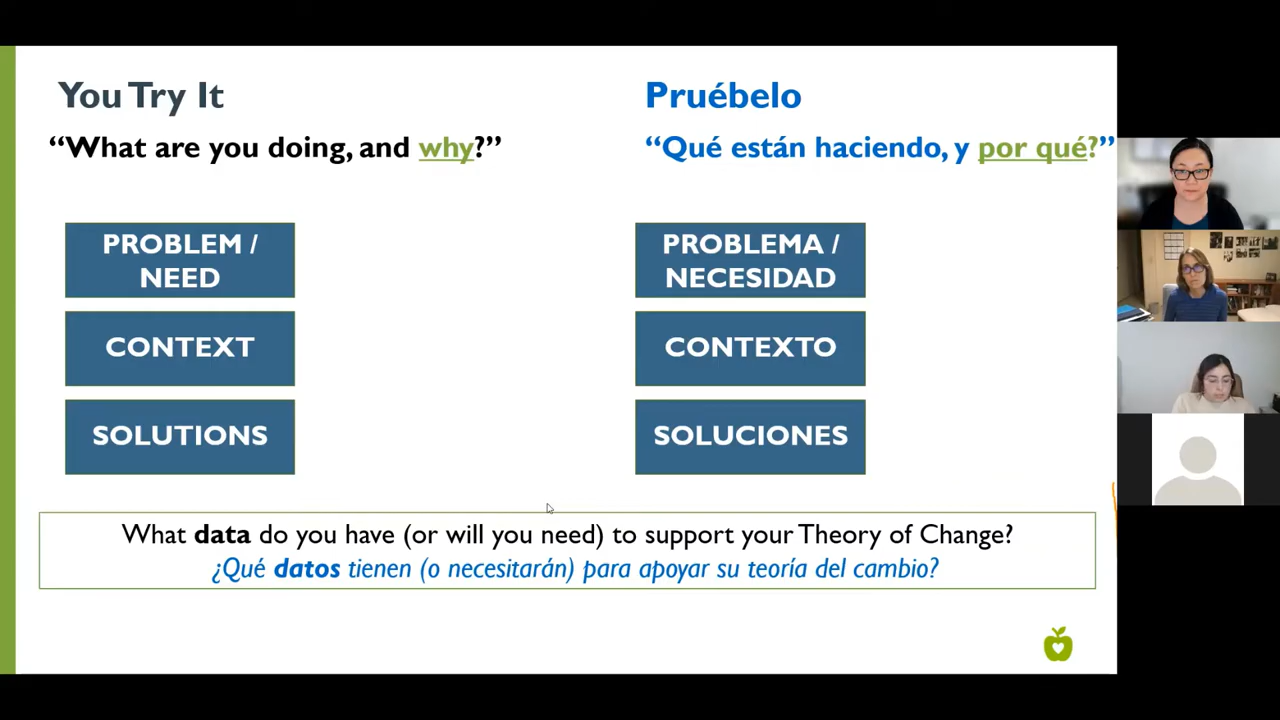 You Try It
“What are you doing, and why?”
PROBLEM /
NEED
CONTEXT
SOLUTIONS
Pruébelo
“Qué están haciendo, y por qué?”
PROBLEMA /
NECESIDAD
CONTEXTO
SOLUCIONES
What data do you have (or will you need) to support your Theory of Change?
¿Qué datos tienen (o necesitarán) para apoyar su teoría del cambio?